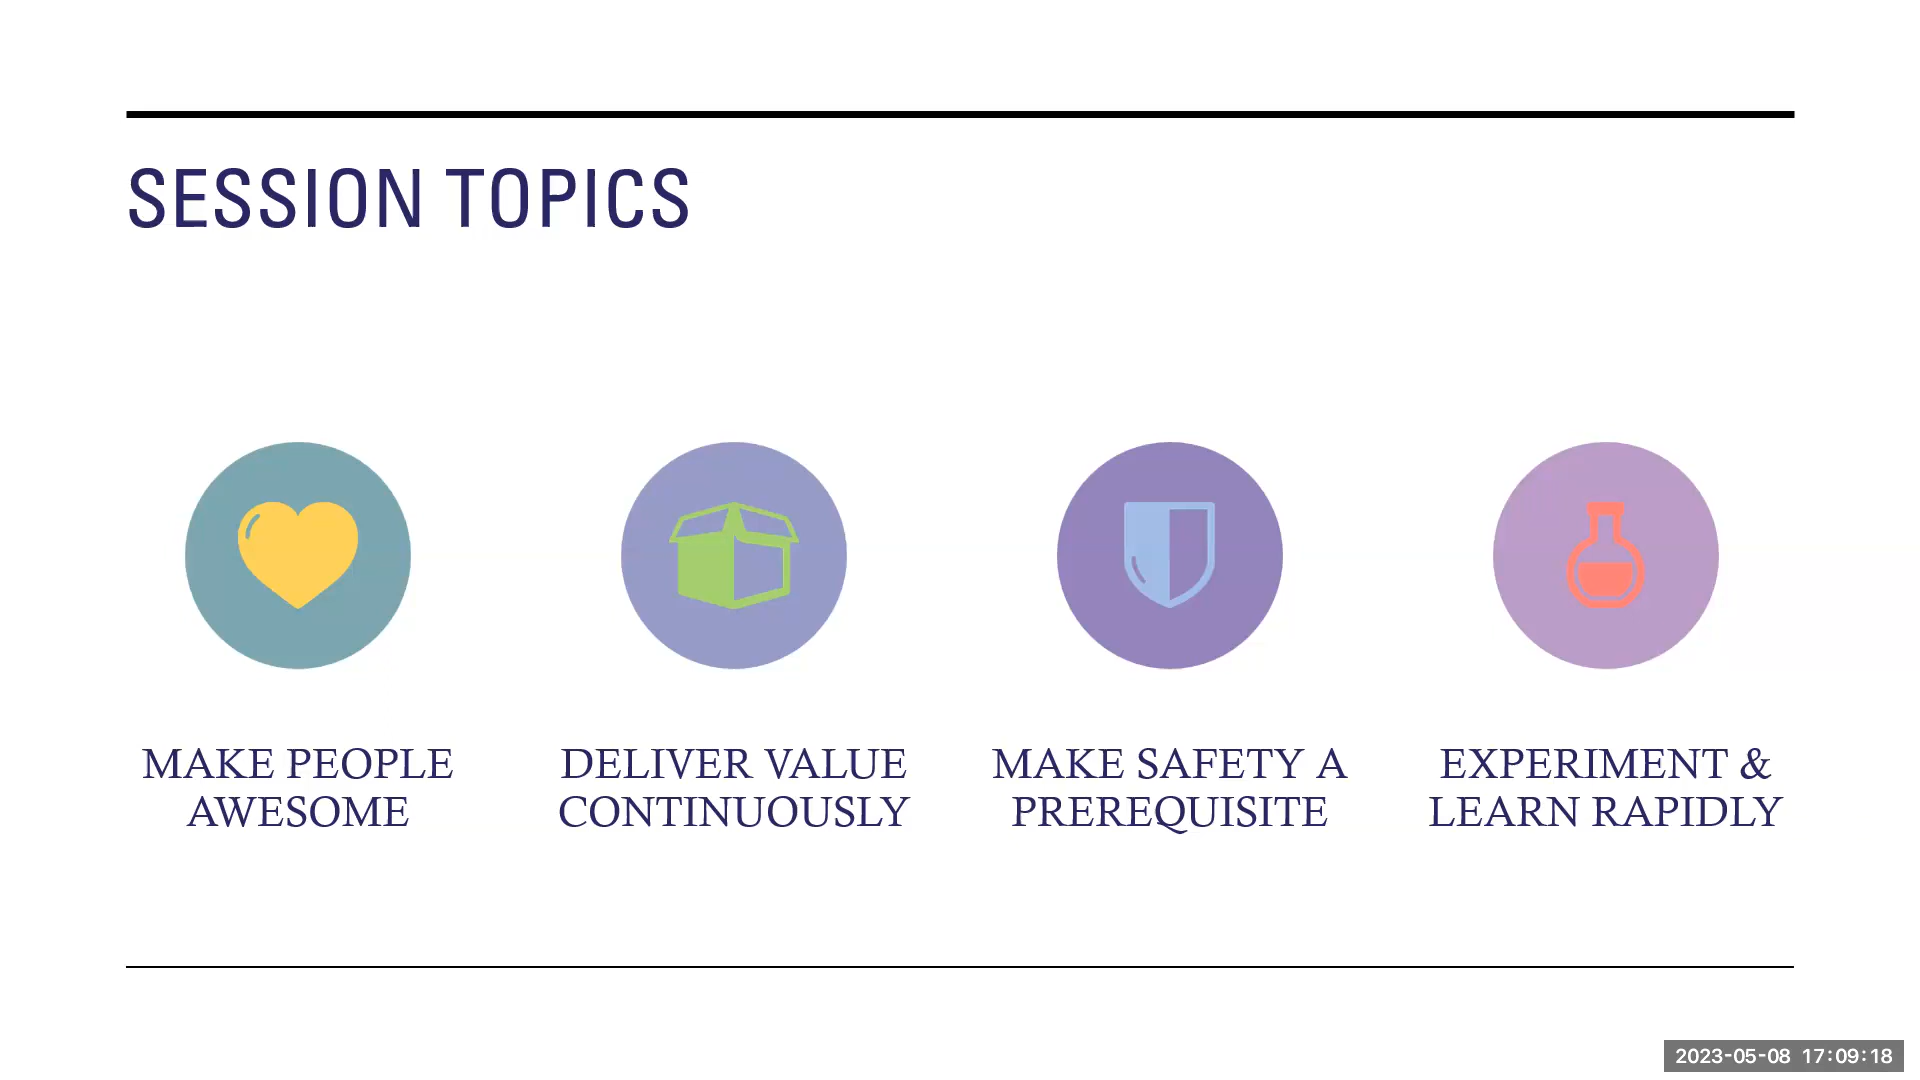 SESSION TOPICS
MAKE PEOPLE
AWESOME
DELIVER VALUE
CONTINUOUSLY
MAKE SAFETY A
PREREQUISITE
EXPERIMENT &
LEARN RAPIDLY
2023-05-08 17:09:18